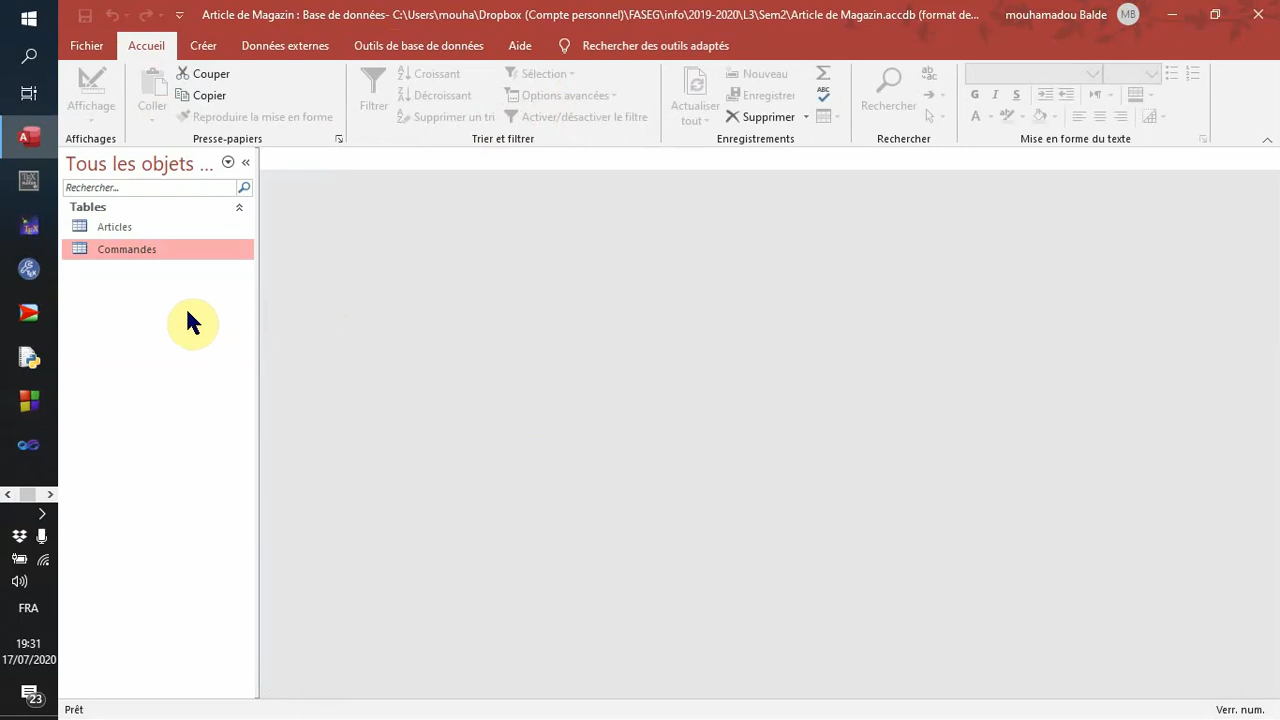 Article de Magazin : Base de données- C:\Users\mouha\Dropbox (Compte personnel)\FASEG\info\2019-2020\L3\Sem2\Article de Magazin.accdb (format de...
mouhamadou Balde
MB
Fichier
Accueil
Créer
Données externes
Outils de base de données
Aide
Rechercher des outils adaptés
Affichage
Coller
Couper
Copier
Reproduire la mise en forme
Filtrer
Croissant
Décroissant
Supprimer un tri
Sélection
Options avancées
Activer/désactiver le filtre
Actualiser
tout
Nouveau
Enregistrer
Supprimer
Rechercher
G I S
Affichages
Presse-papiers
Trier et filtrer
Enregistrements
Rechercher
Mise en forme du texte
Tous les objets ...
Rechercher...
Tables
Articles
Commandes
FRA
19:31
17/07/2020
23
Prêt
Verr. num.